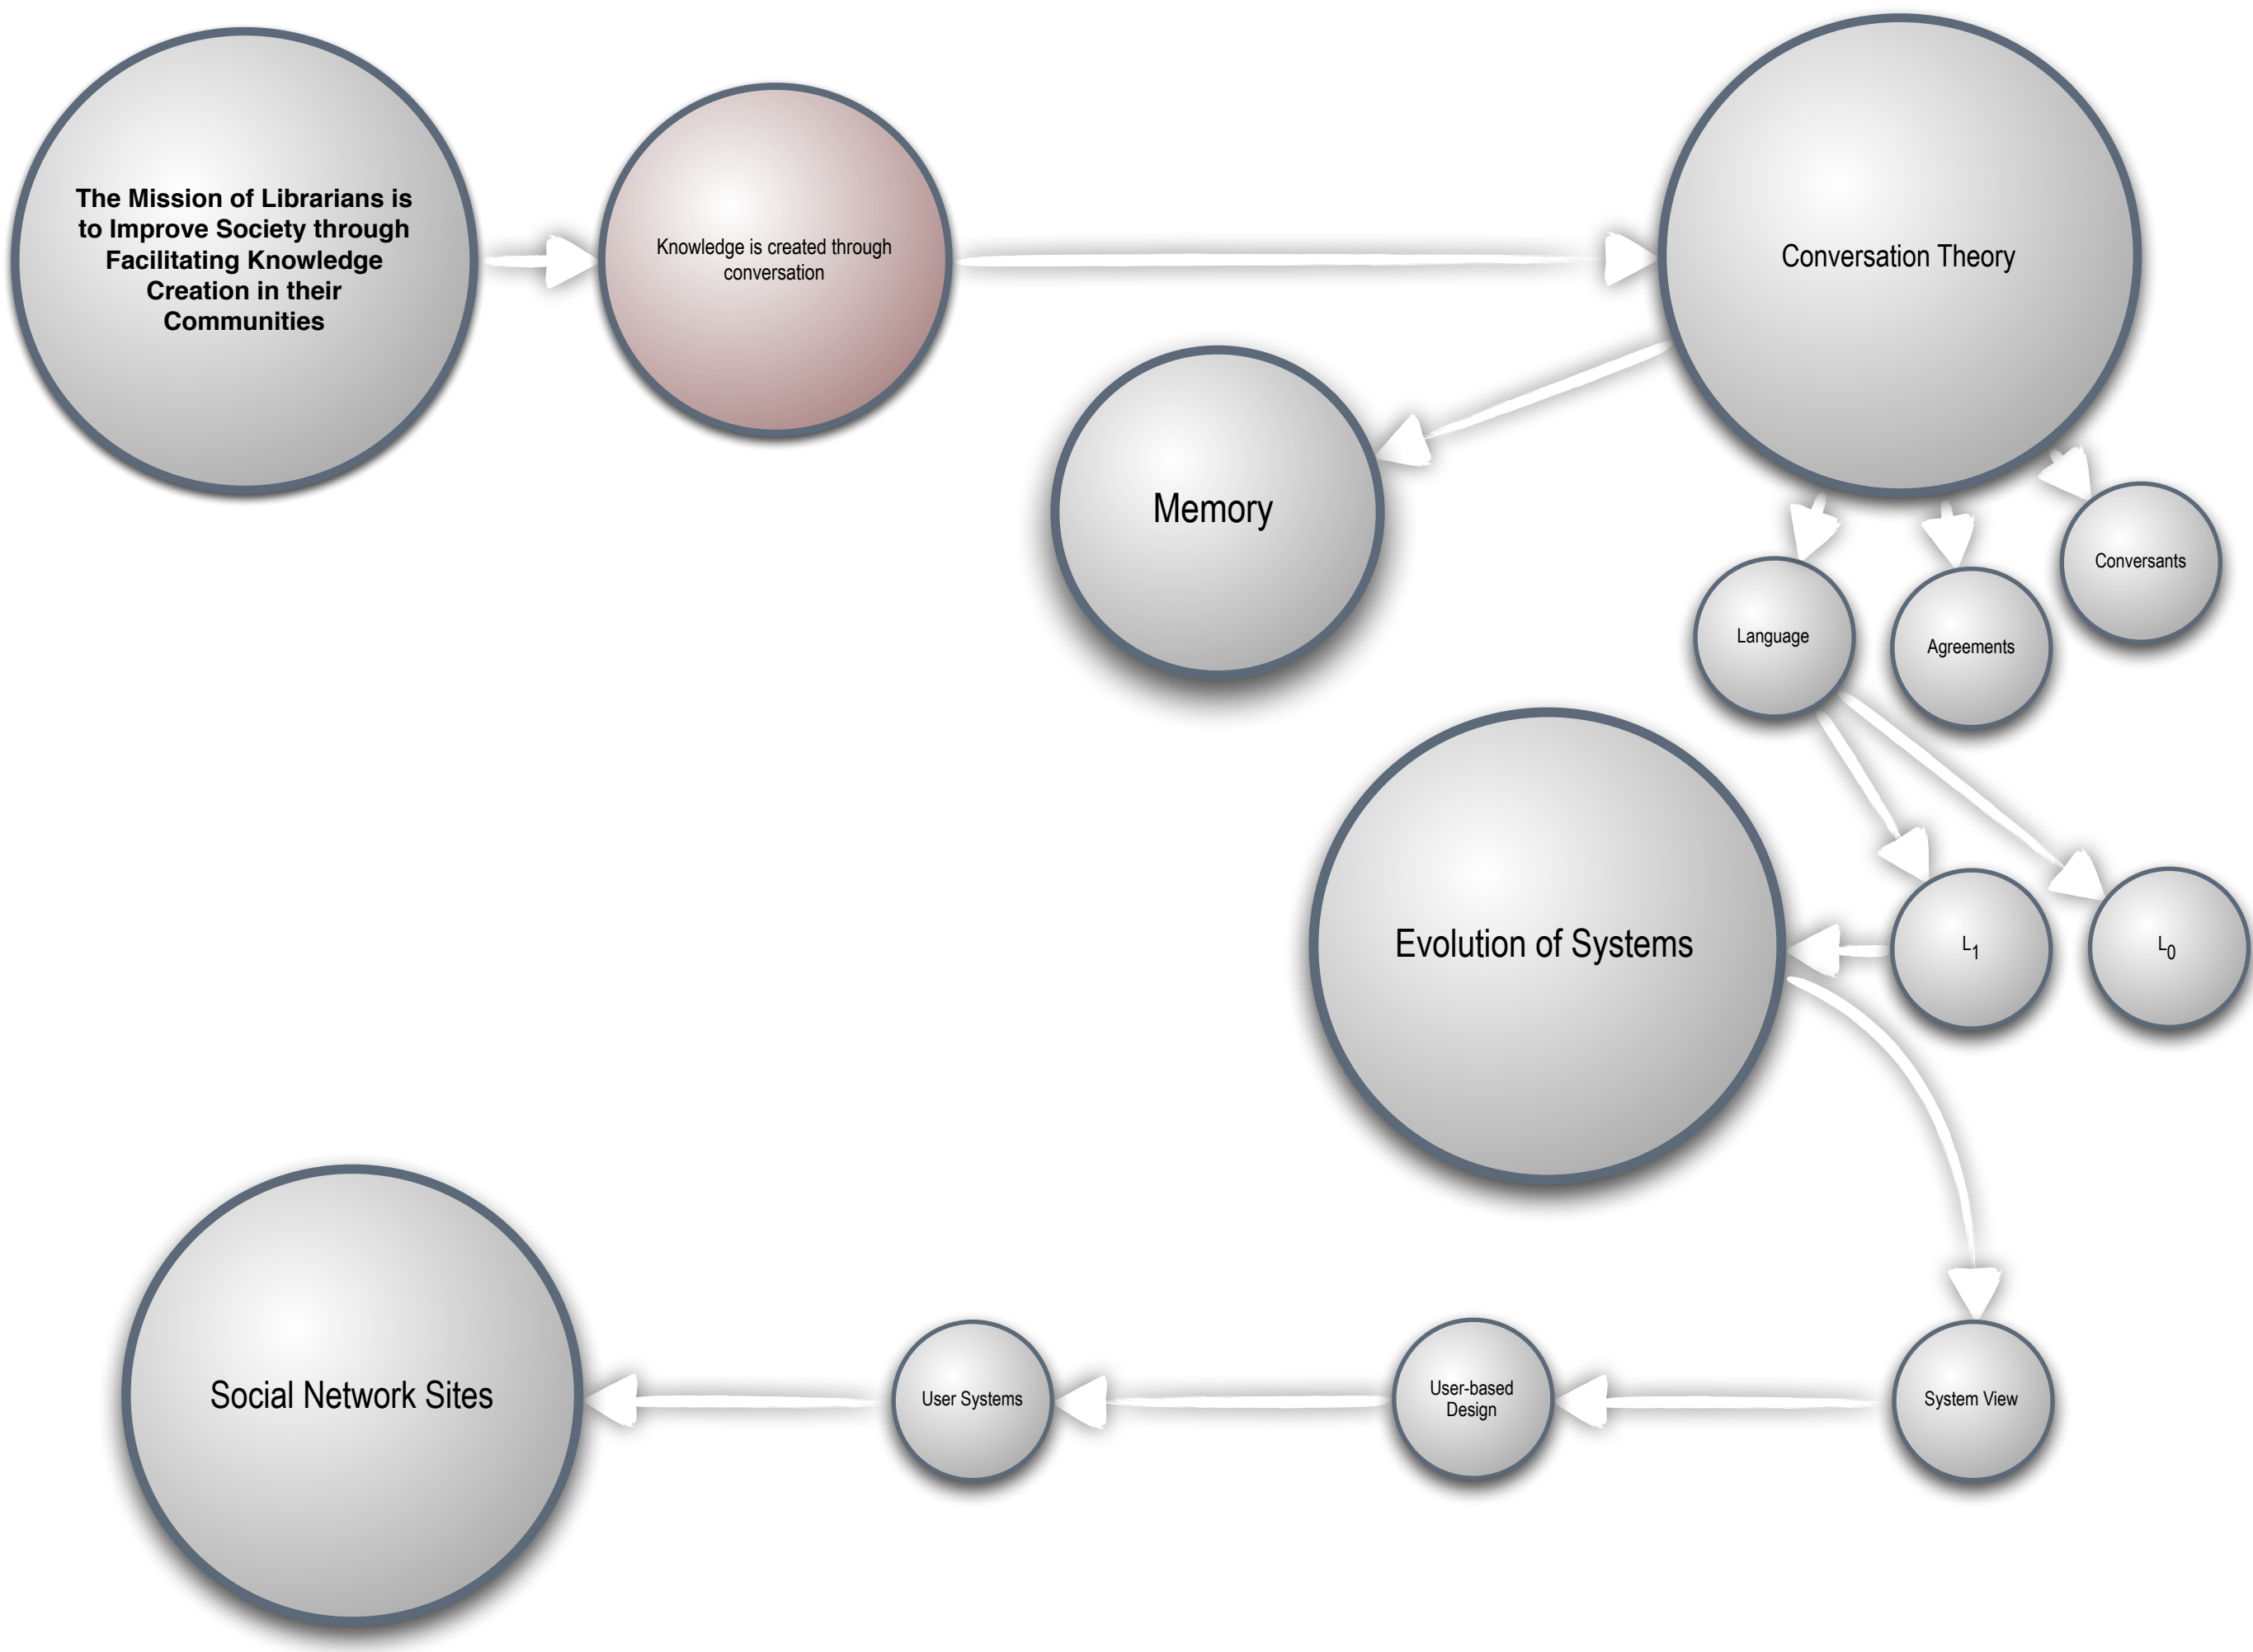 The Mission of Librarians is
to Improve Society through
Facilitating Knowledge
Creation in their
Communities
Knowledge is created through
conversation
Conversation Theory
Memory
Conversants
Language
Agreements
Evolution of Systems
L1
L0
Social Network Sites
User Systems
User-based
Design
System View